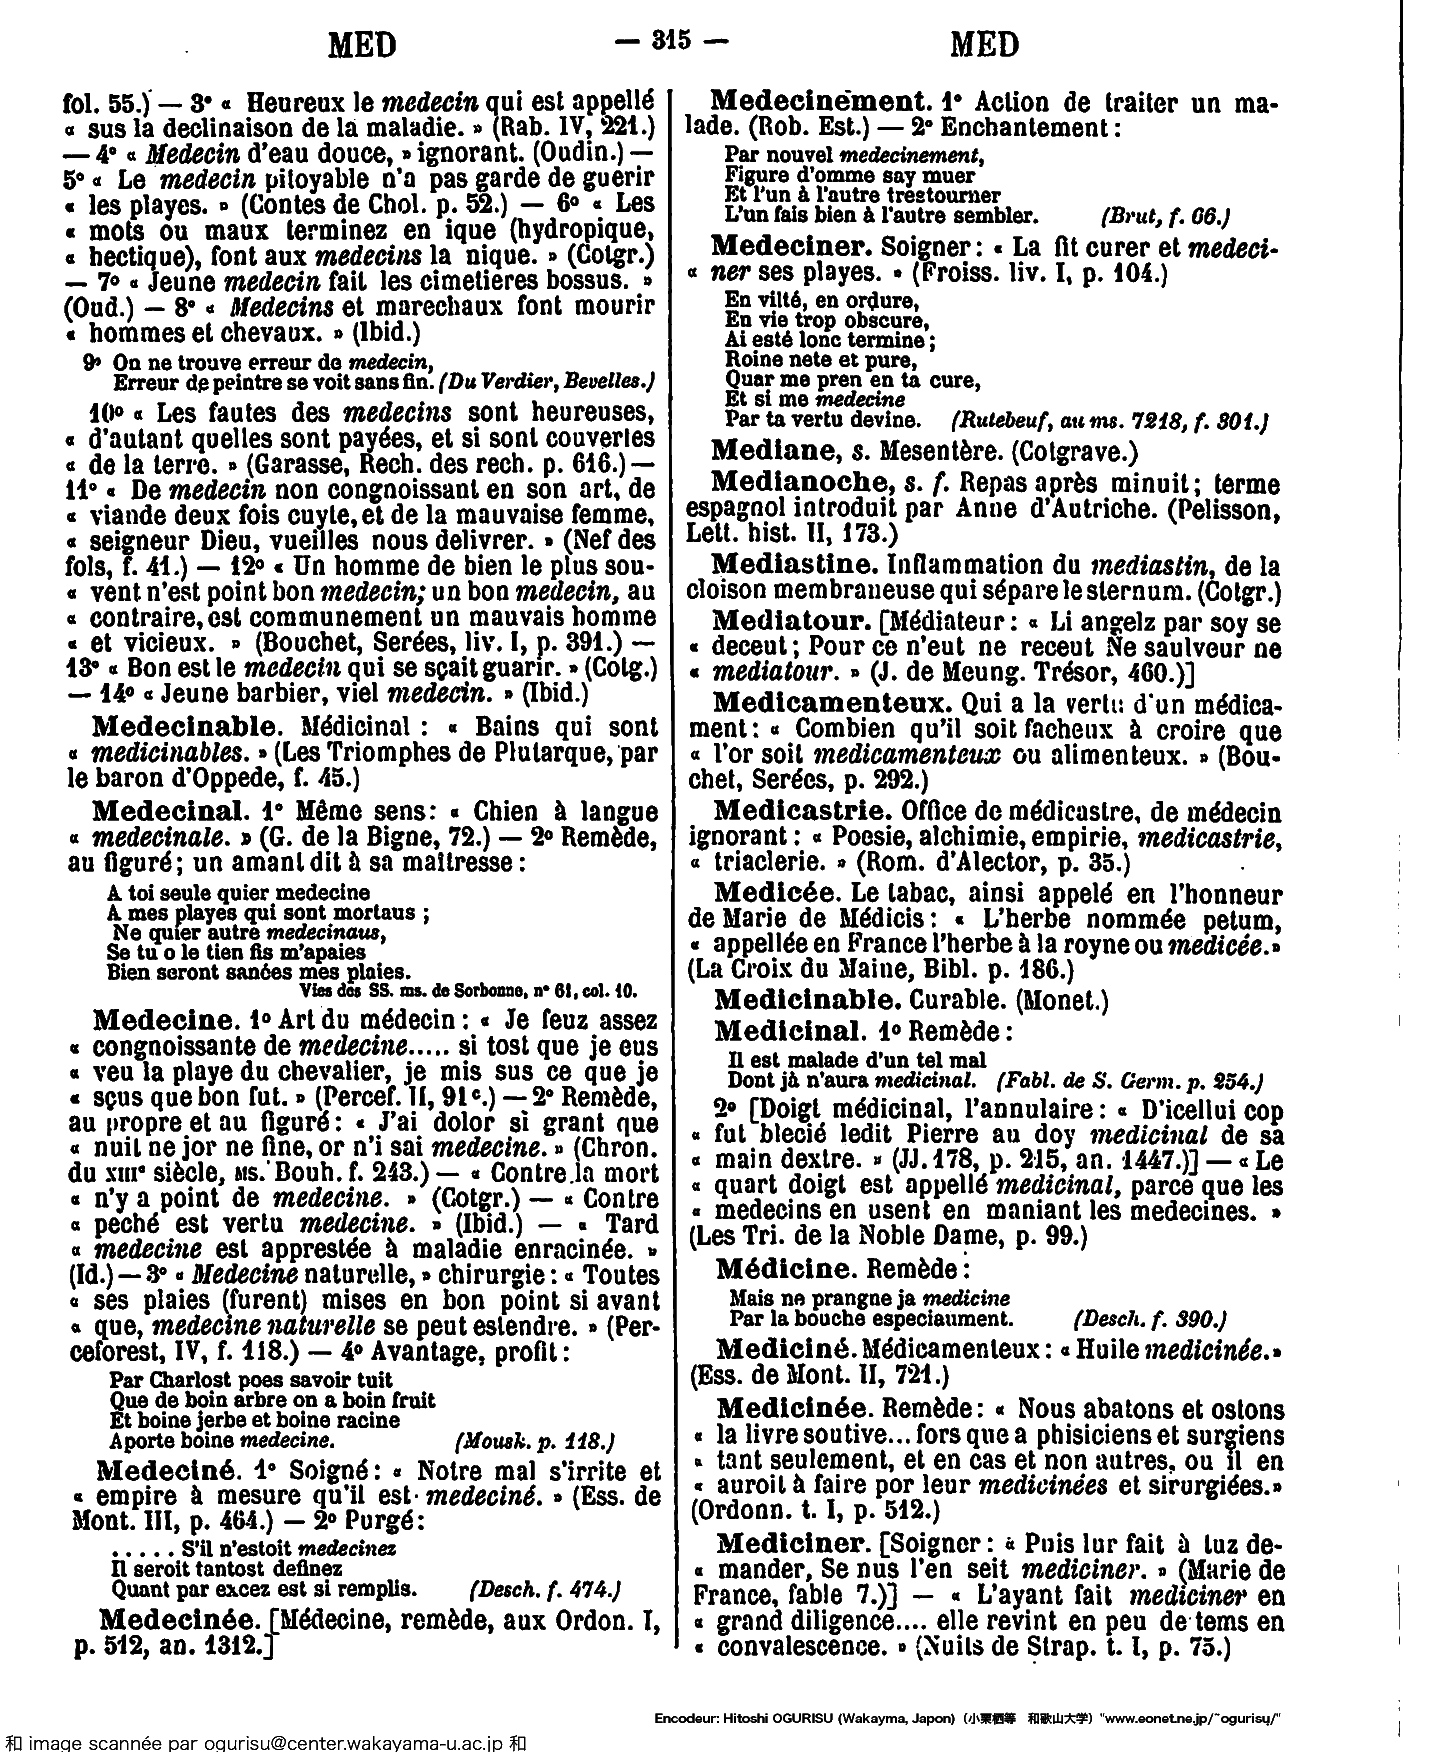 MED — 315 — MED
fol. 55.) — 3° « Heureux le medecin qui est appellé
« sus la declinaison de la maladie. » (Rab. IV, 221.)
— 4° « Medecin d'eau douce, » ignorant. (Oudin.) —
5° « Le medecin pitoyable n'a pas garde de guerir
« les playes. » (Contes de Chol. p. 52.) — 6° « Les
« mots ou maux terminez en ique (hydropique,
« hectique), font aux medecins la nique. » (Cotgr.)
— 7° « Jeune medecin fait les cimetieres bossus. »
(Oud.) — 8° « Medecins et marechaux font mourir
« hommes et chevaux. » (Ibid.)
9° On ne trouve erreur de medecin,
Erreur de peintre se voit sans fin. (Du Verdier, Bevelles.)
10° « Les fautes des medecins sont heureuses,
« d'autant quelles sont payées, et si sont couvertes
« de la terre. » (Garasse, Rech. des rech. p. 616.) —
11° « De medecin non congnoissant en son art, de
« viande deux fois cuyte, et de la mauvaise femme,
« seigneur Dieu, vueilles nous delivrer. » (Nef des
fols, f. 41.) — 12° « Un homme de bien le plus sou-
« vent n'est point bon medecin; un bon medecin, au
« contraire, est communement un mauvais homme
« et vicieux. » (Bouchet, Serées, liv. I, p. 391.) —
13° « Bon est le medecin qui se sçait guarir. » (Cotg.)
— 14° « Jeune barbier, viel medecin. » (Ibid.)
Medecinable. Médicinal : « Bains qui sont
« medicinables. » (Les Triomphes de Plutarque, par
le baron d'Oppede, f. 45.)
Medecinal. 1° Même sens : « Chien à langue
« medecinale. » (G. de la Bigne, 72.) — 2° Remède,
au figuré ; un amant dit à sa maîtresse :
A toi seule quier medecine
A mes playes qui sont mortaus ;
Ne quier autre medecinaus,
Se tu o le tien fis m'apaies
Bien seront sanées mes plaies.
Vies des SS. ms. de Sorbonne, n° 61, col. 10.
Medecine. 1° Art du médecin : « Je feuz assez
« congnoissante de medecine..... si tost que je eus
« veu la playe du chevalier, je mis sus ce que je
« sçus que bon fut. » (Percef. II, 91 c.) — 2° Remède,
au propre et au figuré : « J'ai dolor si grant que
« nuit ne jor ne fine, or n'i sai medecine. » (Chron.
du XIIIe siècle, MS. Bouh. f. 243.) — « Contre la mort
« n'y a point de medecine. » (Cotgr.) — « Contre
« peché est vertu medecine. » (Ibid.) — « Tard
« medecine est apprestée à maladie enracinée. »
(Id.) — 3° « Medecine naturelle, » chirurgie : « Toutes
« ses plaies (furent) mises en bon point si avant
« que, medecine naturelle se peut estendre. » (Per-
ceforest, IV, f. 118.) — 4° Avantage, profit :
Par Charlost poes savoir tuit
Que de boin arbre on a boin fruit
Et boine jerbe et boine racine
Aporte boine medecine. (Mousk. p. 118.)
Mediciné. 1° Soigné : « Notre mal s'irrite et
« empire à mesure qu'il est medeciné. » (Ess. de
Mont. III, p. 464.) — 2° Purgé :
..... S'il n'estoit medecinez
Il seroit tantost definez
Quant par excez est si remplis. (Desch. f. 474.)
Medecinée. [Médecine, remède, aux Ordon. I,
p. 512, an. 1312.]
Medecinement. 1° Action de traiter un ma-
lade. (Rob. Est.) — 2° Enchantement :
Par nouvel medecinement,
Figure d'omme say muer
Et l'un à l'autre trestourner
L'un fais bien à l'autre sembler. (Brut, f. 66.)
Medeciner. Soigner : « La fit curer et medeci-
« ner ses playes. » (Froiss. liv. I, p. 104.)
En vilté, en ordure,
En vie trop obscure,
Ai esté lonc termine ;
Roine nete et pure,
Quar me pren en ta cure,
Et si me medecine
Par ta vertu devine. (Rutebeuf, au ms. 7218, f. 301.)
Mediane, s. Mesentère. (Cotgrave.)
Medianoche, s. f. Repas après minuit ; terme
espagnol introduit par Anne d'Autriche. (Pelisson,
Lett. hist. II, 173.)
Mediastine. Inflammation du mediastin, de la
cloison membraneuse qui sépare le sternum. (Cotgr.)
Mediatour. [Médiateur : « Li angelz par soy se
« deceut ; Pour ce n'eut ne receut Ne saulveur ne
« mediatour. » (J. de Meung. Trésor, 460.)]
Medicamenteux. Qui a la vertu d'un médica-
ment : « Combien qu'il soit facheux à croire que
« l'or soit medicamenteux ou alimenteux. » (Bou-
chet, Serées, p. 292.)
Medicastrie. Office de médicastre, de médecin
ignorant : « Poesie, alchimie, empirie, medicastrie,
« triaclerie. » (Rom. d'Alector, p. 35.)
Medicée. Le tabac, ainsi appelé en l'honneur
de Marie de Médicis : « L'herbe nommée petum,
« appellée en France l'herbe à la royne ou medicée. »
(La Croix du Maine, Bibl. p. 186.)
Medicinable. Curable. (Monet.)
Medicinal. 1° Remède :
Il est malade d'un tel mal
Dont jà n'aura medicinal. (Fabl. de S. Germ. p. 254.)
2° [Doigt médicinal, l'annulaire : « D'icellui cop
« fut blecié ledit Pierre au doy medicinal de sa
« main dextre. » (JJ. 178, p. 215, an. 1447.)] — « Le
« quart doigt est appellé medicinal, parce que les
« medecins en usent en maniant les medecines. »
(Les Tri. de la Noble Dame, p. 99.)
Médicine. Remède :
Mais ne prangne ja medicine
Par la bouche especiaument. (Desch. f. 390.)
Mediciné. Médicamenteux : « Huile medicinée. »
(Ess. de Mont. II, 721.)
Medicinée. Remède : « Nous abatons et ostons
« la livre soutive... fors que a phisiciens et surgiens
« tant seulement, et en cas et non autres, ou il en
« auroit à faire por leur medicinées et sirurgiées. »
(Ordonn. t. I, p. 512.)
Mediciner. [Soigner : « Puis lur fait à luz de-
« mander, Se nus l'en seit mediciner. » (Marie de
France, fable 7.)] — « L'ayant fait mediciner en
« grand diligence.... elle revint en peu de tems en
« convalescence. » (Nuits de Strap. t. I, p. 75.)
Encodeur: Hitoshi OGURISU (Wakayma, Japon) (小栗栖等 和歌山大学) "www.eonet.ne.jp/~ogurisu/"
和 image scannée par ogurisu@center.wakayama-u.ac.jp 和